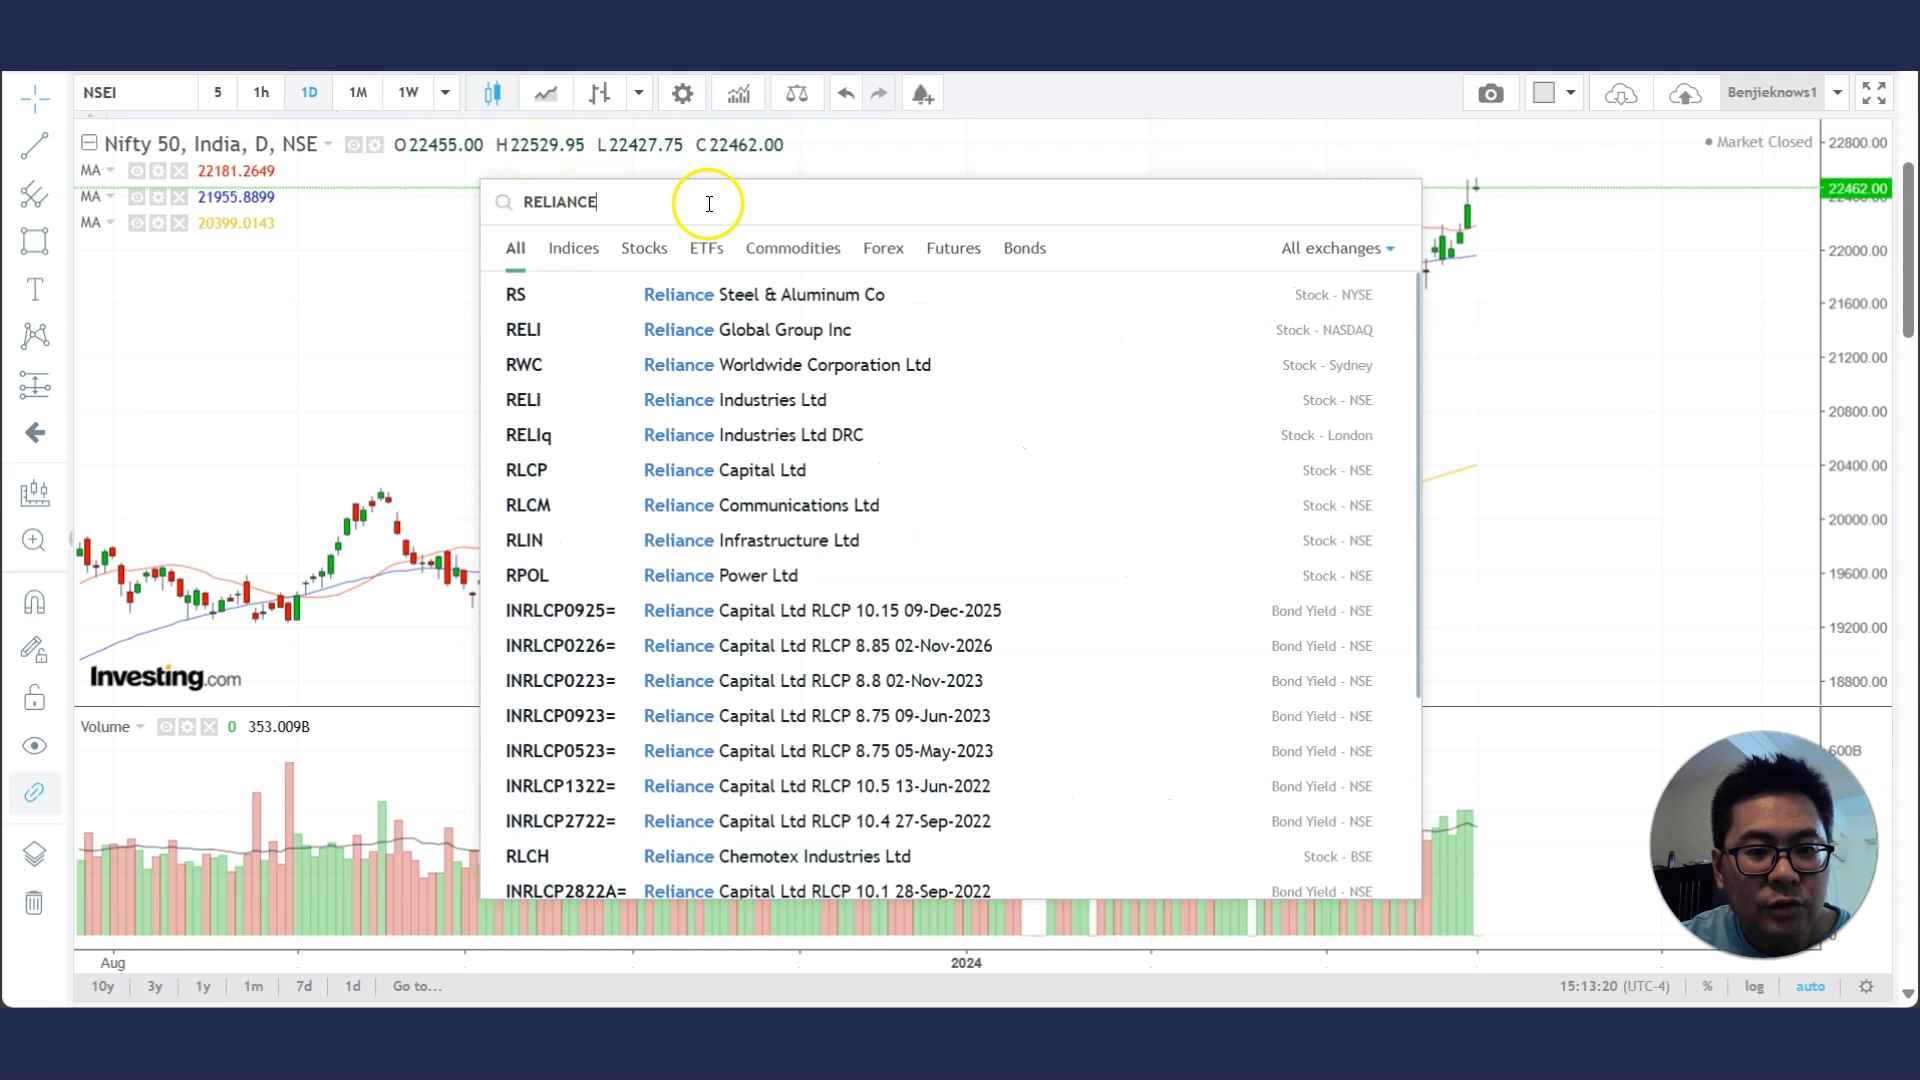 NSEI 5 1h 1D 1M 1W Benjieknows1
Nifty 50, India, D, NSE O22455.00 H22529.95 L22427.75 C22462.00
Market Closed
MA 22181.2649
MA 21955.8899
MA 20399.0143
RELIANCE
All Indices Stocks ETFs Commodities Forex Futures Bonds All exchanges
RS Reliance Steel & Aluminum Co Stock - NYSE
RELI Reliance Global Group Inc Stock - NASDAQ
RWC Reliance Worldwide Corporation Ltd Stock - Sydney
RELI Reliance Industries Ltd Stock - NSE
RELIq Reliance Industries Ltd DRC Stock - London
RLCP Reliance Capital Ltd Stock - NSE
RLCM Reliance Communications Ltd Stock - NSE
RLIN Reliance Infrastructure Ltd Stock - NSE
RPOL Reliance Power Ltd Stock - NSE
INRLCP0925= Reliance Capital Ltd RLCP 10.15 09-Dec-2025 Bond Yield - NSE
INRLCP0226= Reliance Capital Ltd RLCP 8.85 02-Nov-2026 Bond Yield - NSE
INRLCP0223= Reliance Capital Ltd RLCP 8.8 02-Nov-2023 Bond Yield - NSE
INRLCP0923= Reliance Capital Ltd RLCP 8.75 09-Jun-2023 Bond Yield - NSE
INRLCP0523= Reliance Capital Ltd RLCP 8.75 05-May-2023 Bond Yield - NSE
INRLCP1322= Reliance Capital Ltd RLCP 10.5 13-Jun-2022 Bond Yield - NSE
INRLCP2722= Reliance Capital Ltd RLCP 10.4 27-Sep-2022 Bond Yield - NSE
RLCH Reliance Chemotex Industries Ltd Stock - BSE
INRLCP2822A= Reliance Capital Ltd RLCP 10.1 28-Sep-2022 Bond Yield - NSE
22800.00
22462.00
22000.00
21600.00
21200.00
20800.00
20400.00
20000.00
19600.00
19200.00
18800.00
Investing.com
Volume 0 353.009B
600B
Aug 2024
10y 3y 1y 1m 7d 1d Go to... 15:13:20 (UTC-4) % log auto